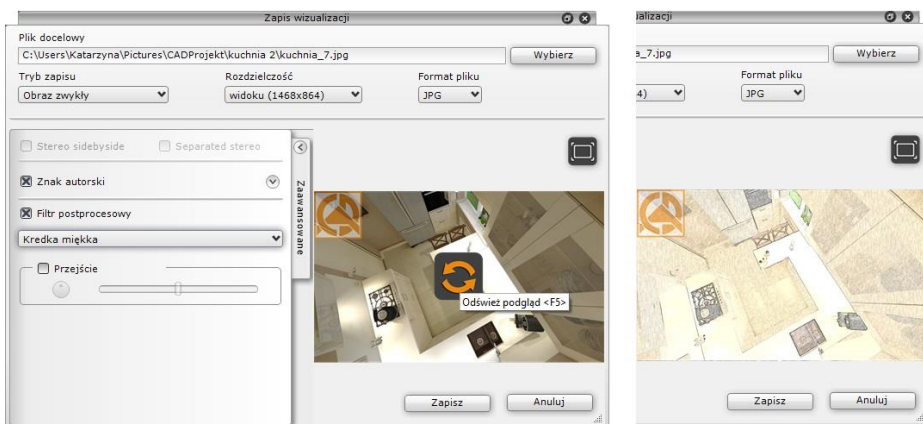 Zapis wizualizacji
Plik docelowy
C:\Users\Katarzyna\Pictures\CADProjekt\kuchnia 2\kuchnia_7.jpg
Wybierz
Tryb zapisu
Rozdzielczość
Format pliku
Obraz zwykły
widoku (1468x864)
JPG
Stereo sidebyside
Separated stereo
Znak autorski
Zaawansowane
Filtr postprocesowy
Kredka miękka
Przejście
Odśwież podgląd <F5>
Zapisz
Anuluj
ualizacji
a_7.jpg
Wybierz
Format pliku
4)
JPG
Zapisz
Anuluj